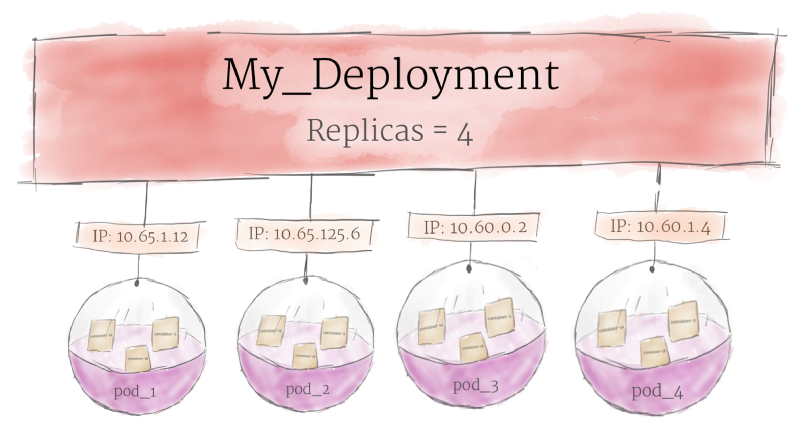 My_Deployment
Replicas = 4
IP: 10.65.1.12
IP: 10.65.125.6
IP: 10.60.0.2
IP: 10.60.1.4
pod_1
pod_2
pod_3
pod_4